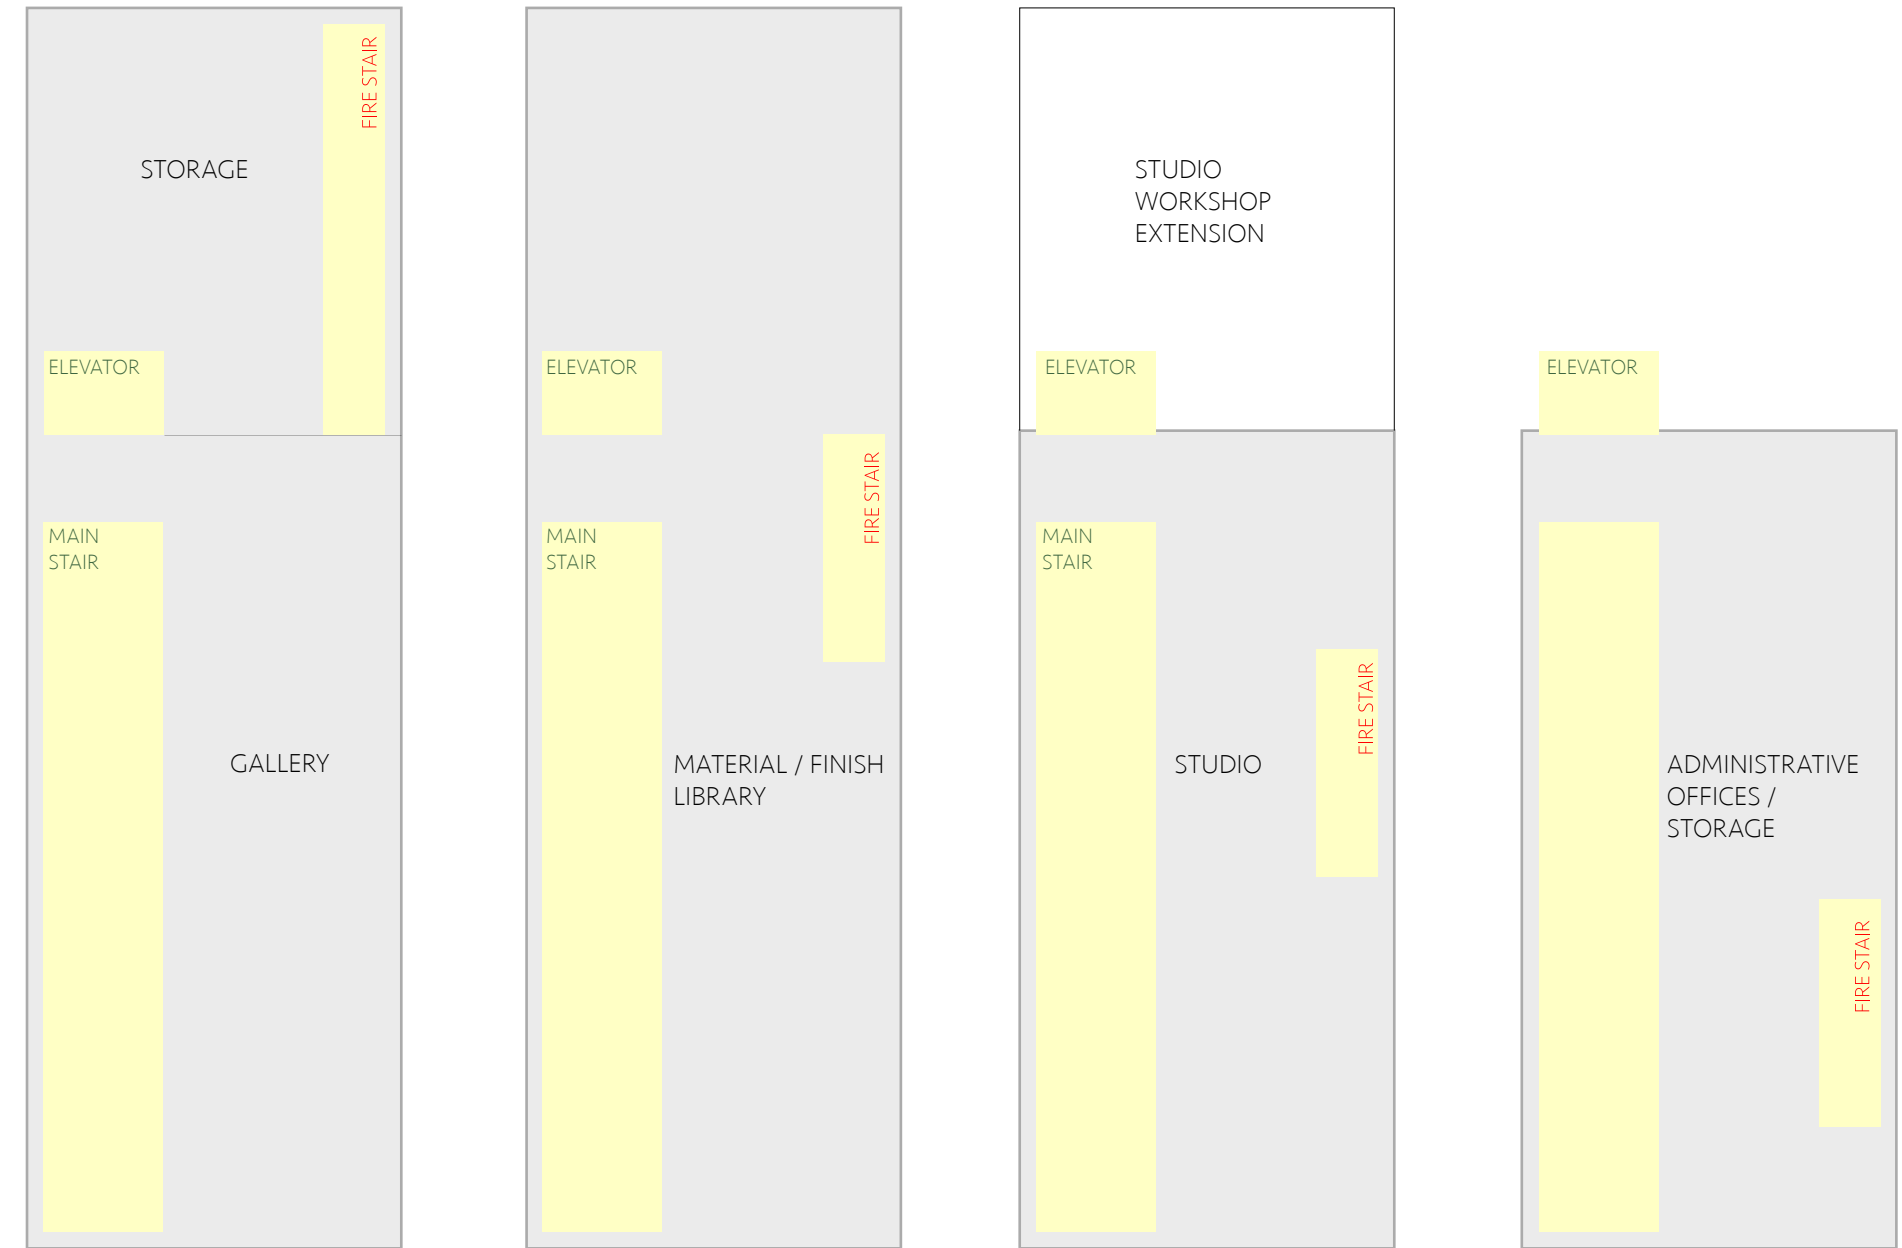 FIRE STAIR
STORAGE
ELEVATOR
MAIN
STAIR
GALLERY
ELEVATOR
FIRE STAIR
MAIN
STAIR
MATERIAL / FINISH
LIBRARY
STUDIO
WORKSHOP
EXTENSION
ELEVATOR
MAIN
STAIR
FIRE STAIR
STUDIO
ELEVATOR
ADMINISTRATIVE
OFFICES /
STORAGE
FIRE STAIR